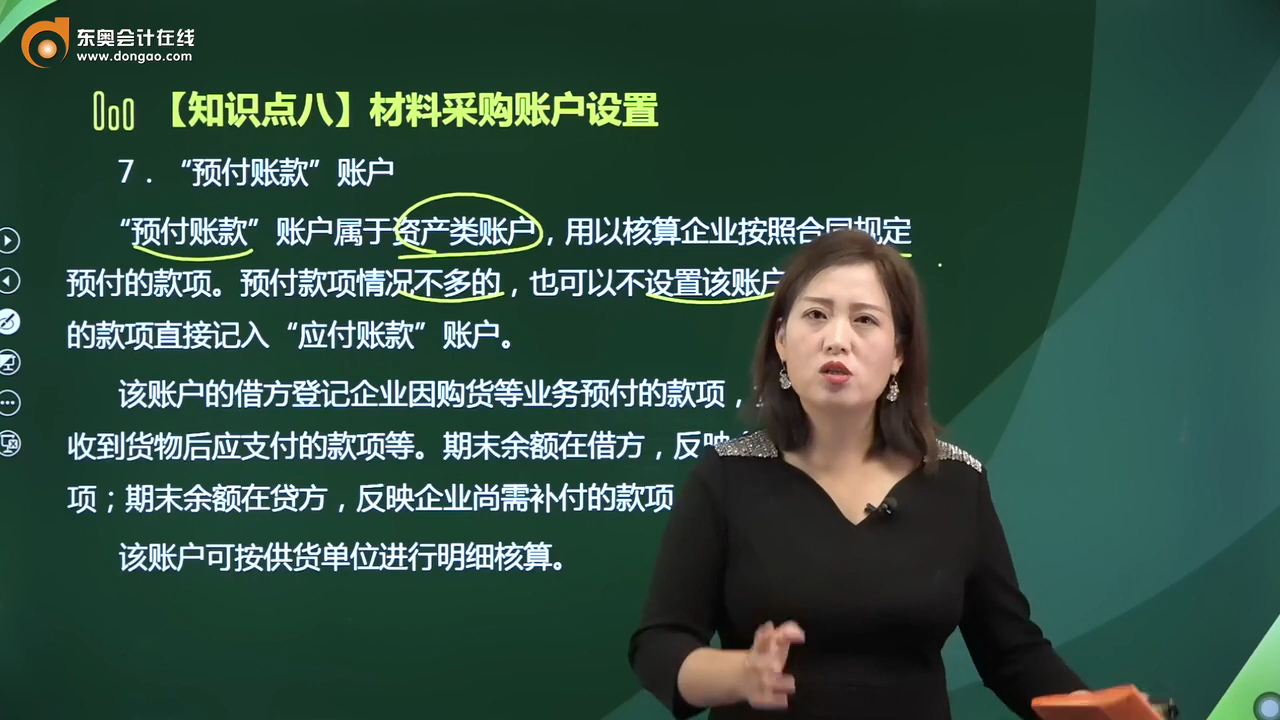 东奥会计在线
www.dongao.com
【知识点八】材料采购账户设置
7．“预付账款”账户
“预付账款”账户属于资产类账户，用以核算企业按照合同规定
预付的款项。预付款项情况不多的，也可以不设置该账户
的款项直接记入“应付账款”账户。
该账户的借方登记企业因购货等业务预付的款项，
收到货物后应支付的款项等。期末余额在借方，反映
项；期末余额在贷方，反映企业尚需补付的款项
该账户可按供货单位进行明细核算。